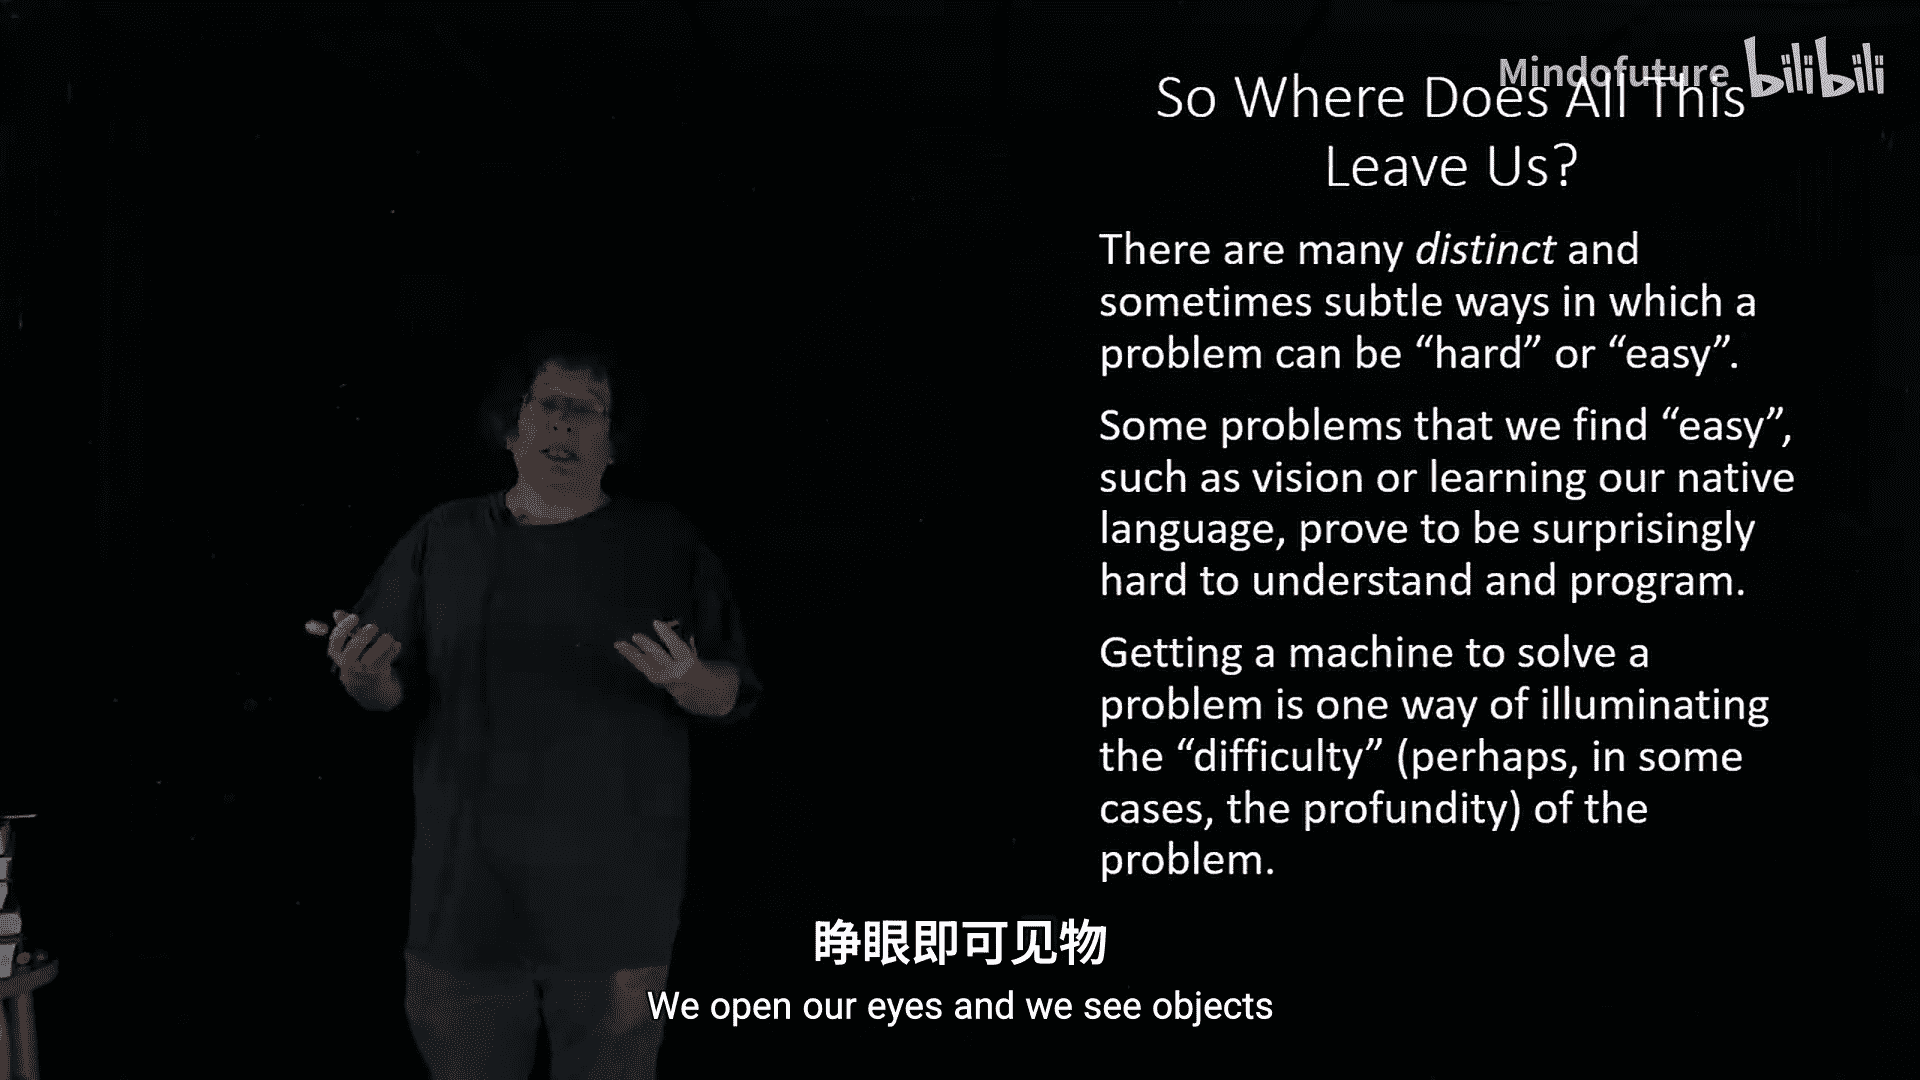 Mindofuture bilibili
So Where Does All This
Leave Us?
There are many distinct and
sometimes subtle ways in which a
problem can be “hard” or “easy”.
Some problems that we find “easy”,
such as vision or learning our native
language, prove to be surprisingly
hard to understand and program.
Getting a machine to solve a
problem is one way of illuminating
the “difficulty” (perhaps, in some
cases, the profundity) of the
problem.
睁眼即可见物
We open our eyes and we see objects